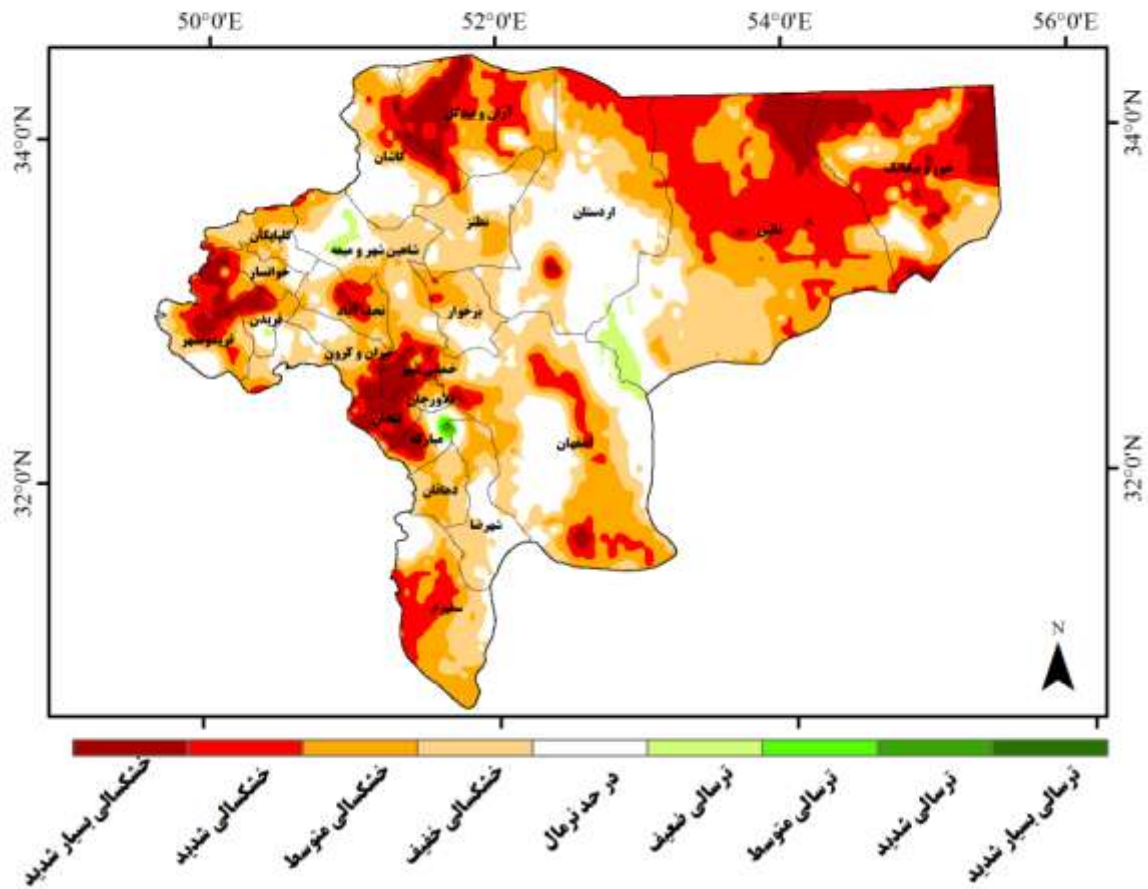 50°0'E 52°0'E 54°0'E 56°0'E
34°0'N 34°0'N
آران و بیدگل
کاشان
خور و بیابانک
اردستان
نطنز
نائین
گلپایگان
شاهین شهر و میمه
خوانسار
نجف آباد
برخوار
فریدن
فریدونشهر
تیران و کرون
خمینی شهر
فلاورجان
لنجان
مبارکه
اصفهان
32°0'N 32°0'N
دهاقان
شهرضا
سمیرم
N
خشکسالی بسیار شدید
خشکسالی شدید
خشکسالی متوسط
خشکسالی خفیف
در حد نرمال
ترسالی ضعیف
ترسالی متوسط
ترسالی شدید
ترسالی بسیار شدید